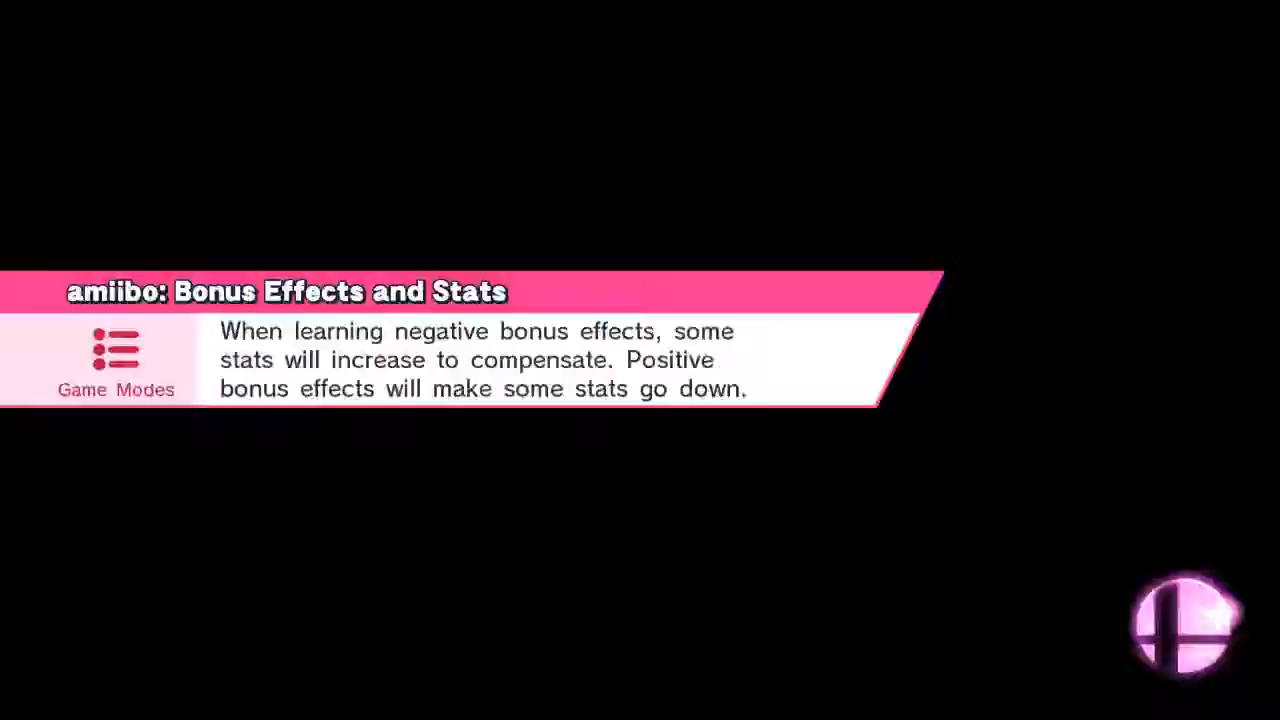 amiibo: Bonus Effects and Stats
When learning negative bonus effects, some
stats will increase to compensate. Positive
bonus effects will make some stats go down.
Game Modes